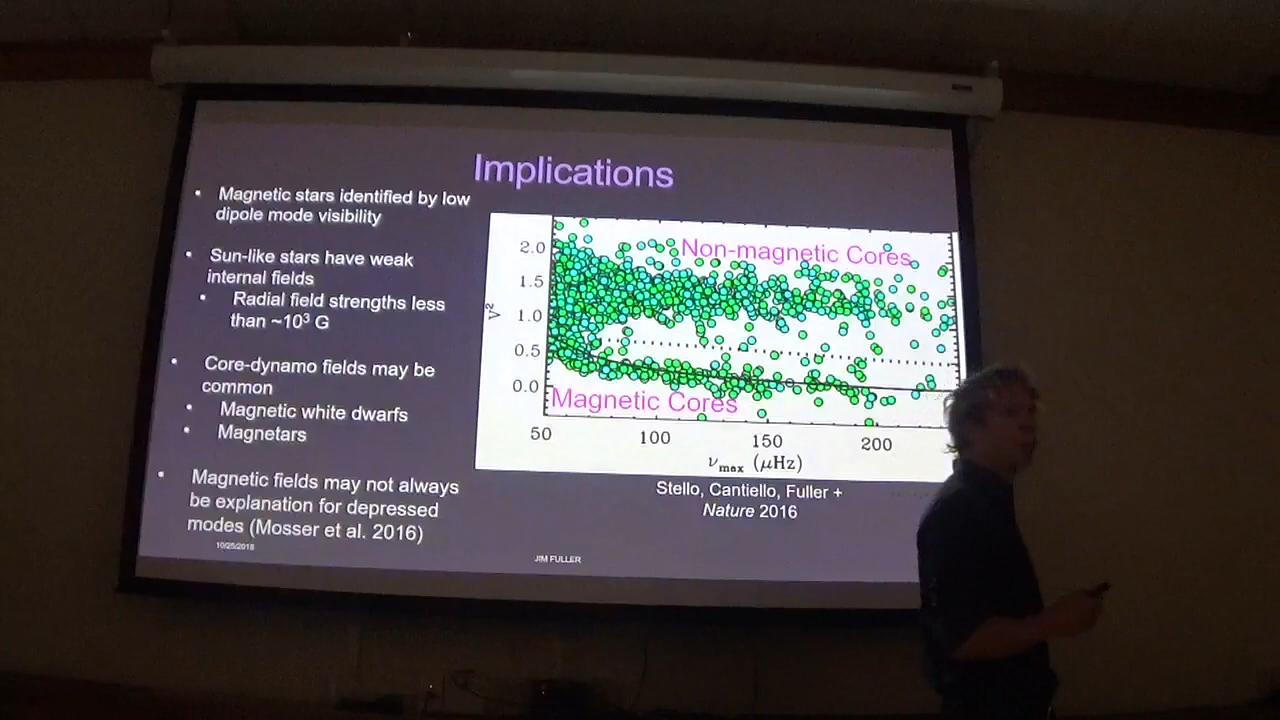 Implications
• Magnetic stars identified by low
dipole mode visibility
• Sun-like stars have weak
internal fields
• Radial field strengths less
than ~10³ G
• Core-dynamo fields may be
common
• Magnetic white dwarfs
• Magnetars
• Magnetic fields may not always
be explanation for depressed
modes (Mosser et al. 2016)
Non-magnetic Cores
Magnetic Cores
2.0
1.5
1.0
0.5
0.0
V²
50 100 150 200
νmax (μHz)
Stello, Cantiello, Fuller +
Nature 2016
10/25/2018
JIM FULLER